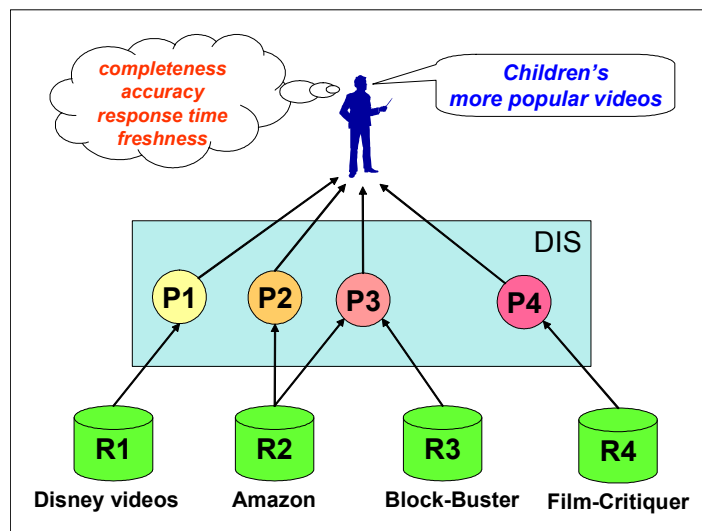 completeness
accuracy
response time
freshness
Children's
more popular videos
DIS
P1
P2
P3
P4
R1
R2
R3
R4
Disney videos
Amazon
Block-Buster
Film-Critiquer